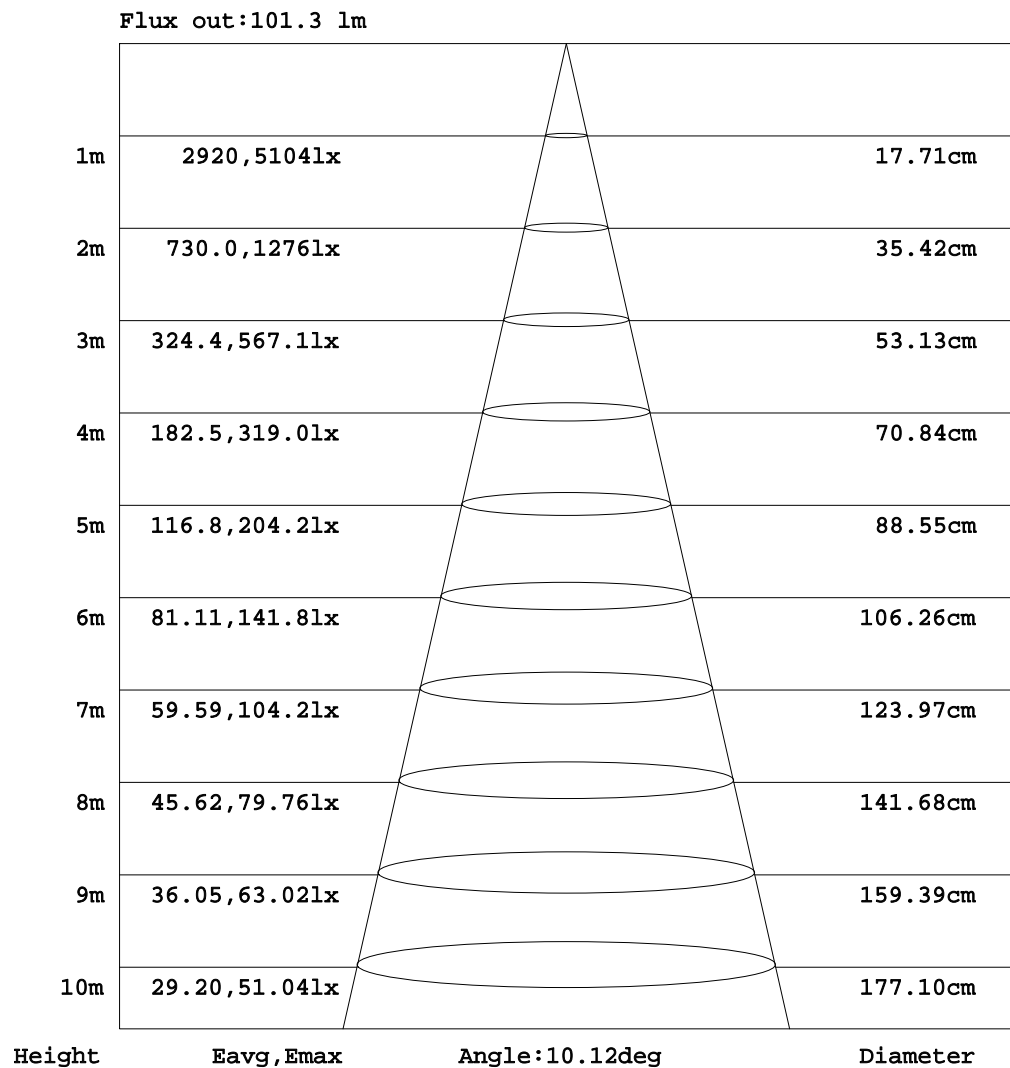 Flux out:101.3 lm
1m 2920,5104lx 17.71cm
2m 730.0,1276lx 35.42cm
3m 324.4,567.1lx 53.13cm
4m 182.5,319.0lx 70.84cm
5m 116.8,204.2lx 88.55cm
6m 81.11,141.8lx 106.26cm
7m 59.59,104.2lx 123.97cm
8m 45.62,79.76lx 141.68cm
9m 36.05,63.02lx 159.39cm
10m 29.20,51.04lx 177.10cm
Height Eavg,Emax Angle:10.12deg Diameter